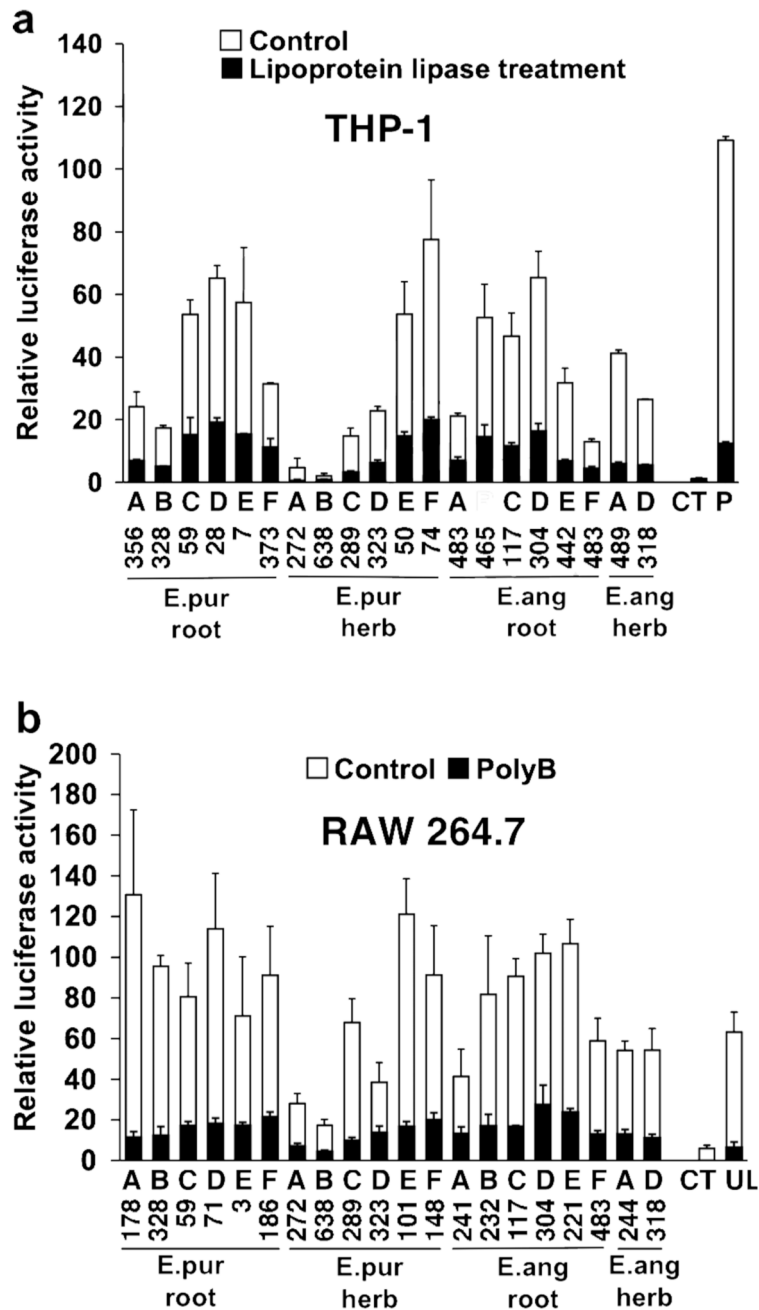 a
Control
Lipoprotein lipase treatment
THP-1
Relative luciferase activity
140
120
100
80
60
40
20
0
A B C D E F A B C D E F A C D E F A D CT P
356 328 59 28 7 373 272 638 289 323 50 74 483 465 117 304 442 483 489 318
E.pur root
E.pur herb
E.ang root
E.ang herb
b
Control PolyB
RAW 264.7
Relative luciferase activity
200
180
160
140
120
100
80
60
40
20
0
A B C D E F A B C D E F A B C D E F A D CT UL
178 328 59 71 3 186 272 638 289 323 101 148 241 232 117 304 221 483 244 318
E.pur root
E.pur herb
E.ang root
E.ang herb